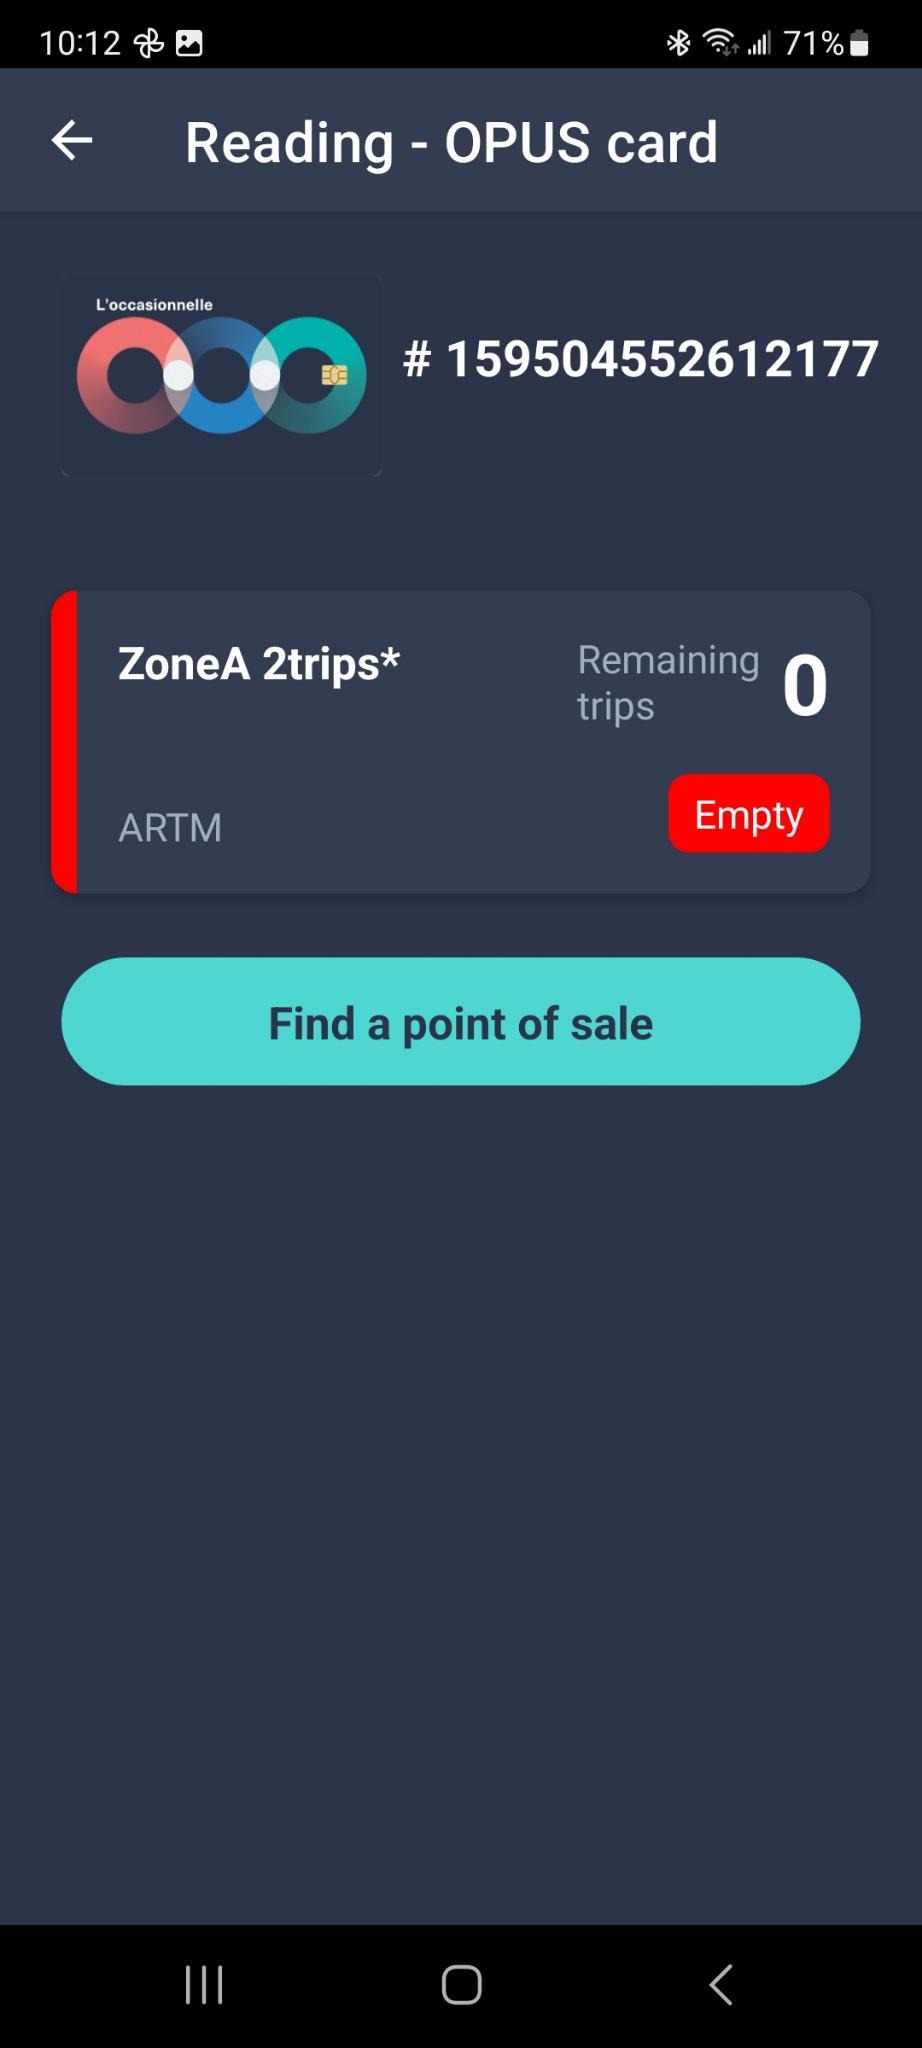 10:12
71%
Reading - OPUS card
L'occasionnelle
# 159504552612177
ZoneA 2trips*
Remaining
trips
0
ARTM
Empty
Find a point of sale